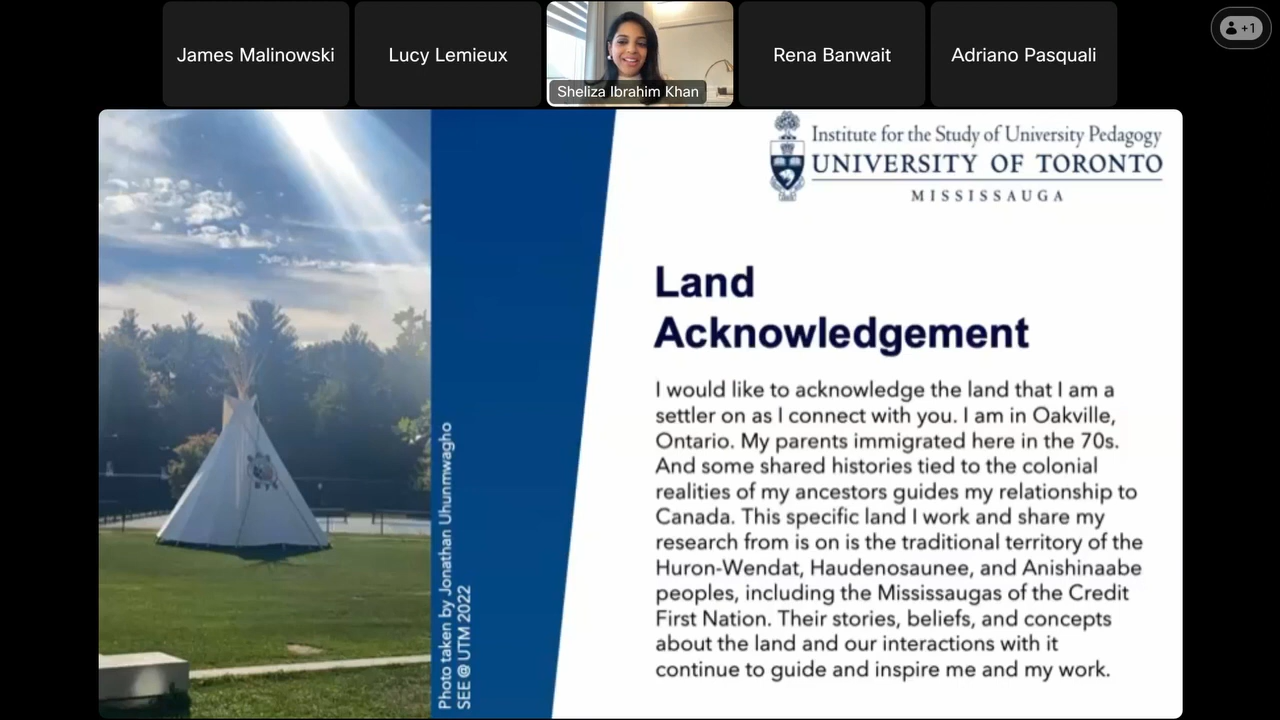 James Malinowski
Lucy Lemieux
Sheliza Ibrahim Khan
Rena Banwait
Adriano Pasquali
+1
Institute for the Study of University Pedagogy
UNIVERSITY OF TORONTO
MISSISSAUGA
Land
Acknowledgement
I would like to acknowledge the land that I am a
settler on as I connect with you. I am in Oakville,
Ontario. My parents immigrated here in the 70s.
And some shared histories tied to the colonial
realities of my ancestors guides my relationship to
Canada. This specific land I work and share my
research from is on is the traditional territory of the
Huron-Wendat, Haudenosaunee, and Anishinaabe
peoples, including the Mississaugas of the Credit
First Nation. Their stories, beliefs, and concepts
about the land and our interactions with it
continue to guide and inspire me and my work.
Photo taken by Jonathan Uhunmwagho
SEE @ UTM 2022